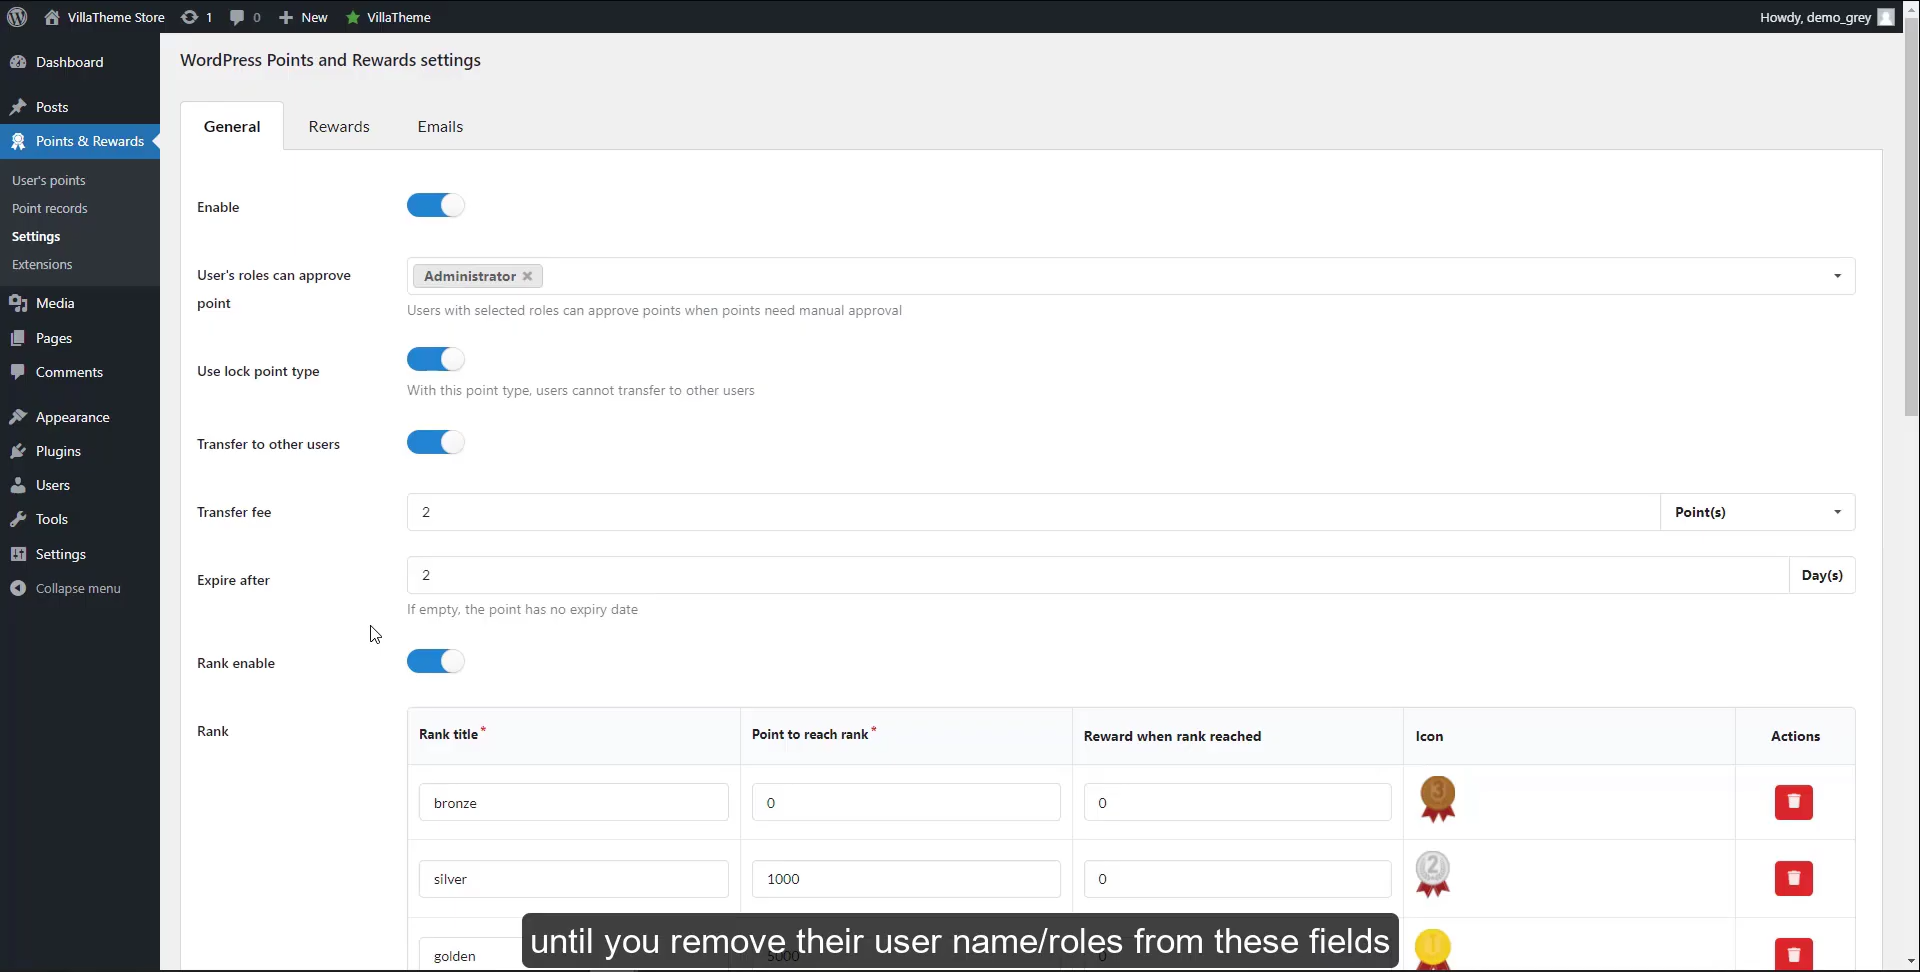 VillaTheme Store 1 0 New VillaTheme Howdy, demo_grey
Dashboard
Posts
Points & Rewards
User's points
Point records
Settings
Extensions
Media
Pages
Comments
Appearance
Plugins
Users
Tools
Settings
Collapse menu
WordPress Points and Rewards settings
General Rewards Emails
Enable
User's roles can approve
point
Administrator ×
Users with selected roles can approve points when points need manual approval
Use lock point type
With this point type, users cannot transfer to other users
Transfer to other users
Transfer fee 2 Point(s)
Expire after 2 Day(s)
If empty, the point has no expiry date
Rank enable
Rank
Rank title* Point to reach rank* Reward when rank reached Icon Actions
bronze 0 0 3
silver 1000 0 2
golden 5000 0 1
until you remove their user name/roles from these fields